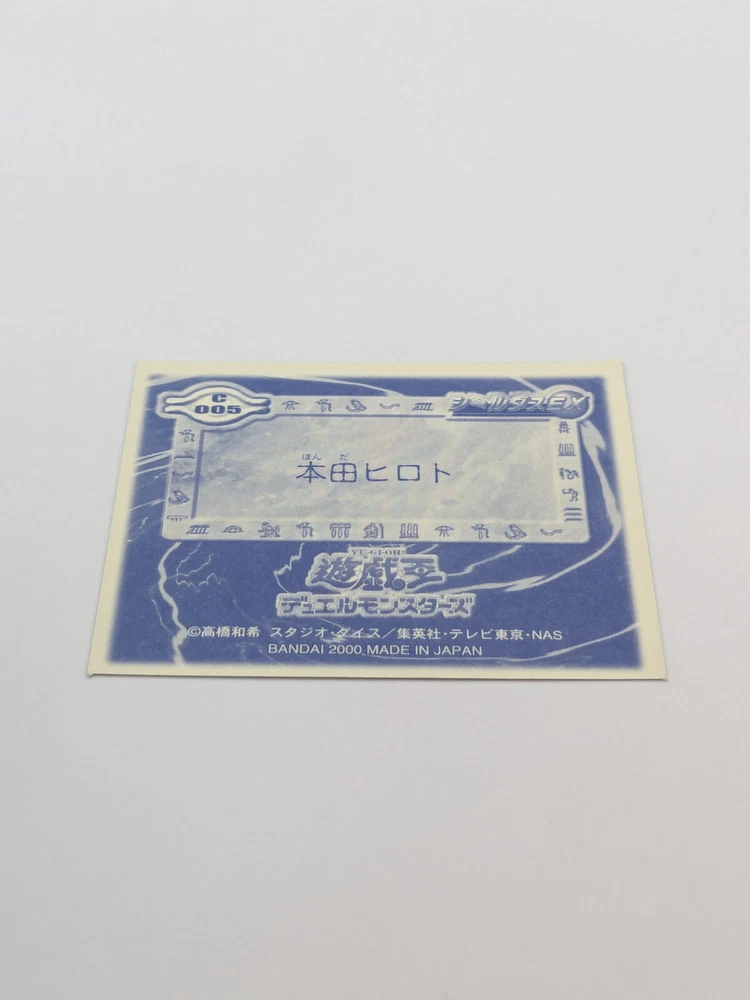 C
005
シールダスEX
ほんだ
本田ヒロト
YU-GI-OH!
遊戯王
デュエルモンスターズ
©高橋和希 スタジオ・ダイス/集英社・テレビ東京・NAS
BANDAI 2000 MADE IN JAPAN